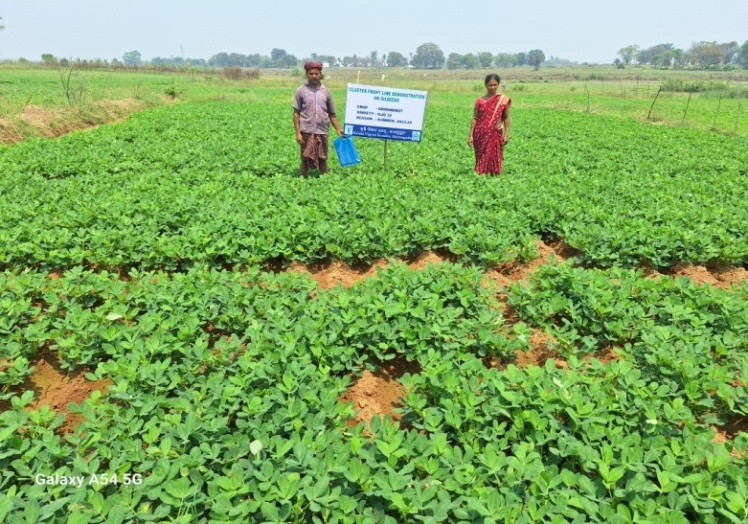 CLUSTER FRONT LINE DEMONSTRATION
ON OILSEEDS
CROP : GROUNDNUT
VARIETY : GJG 32
SEASON : SUMMER, 2023-24
Galaxy A54 5G